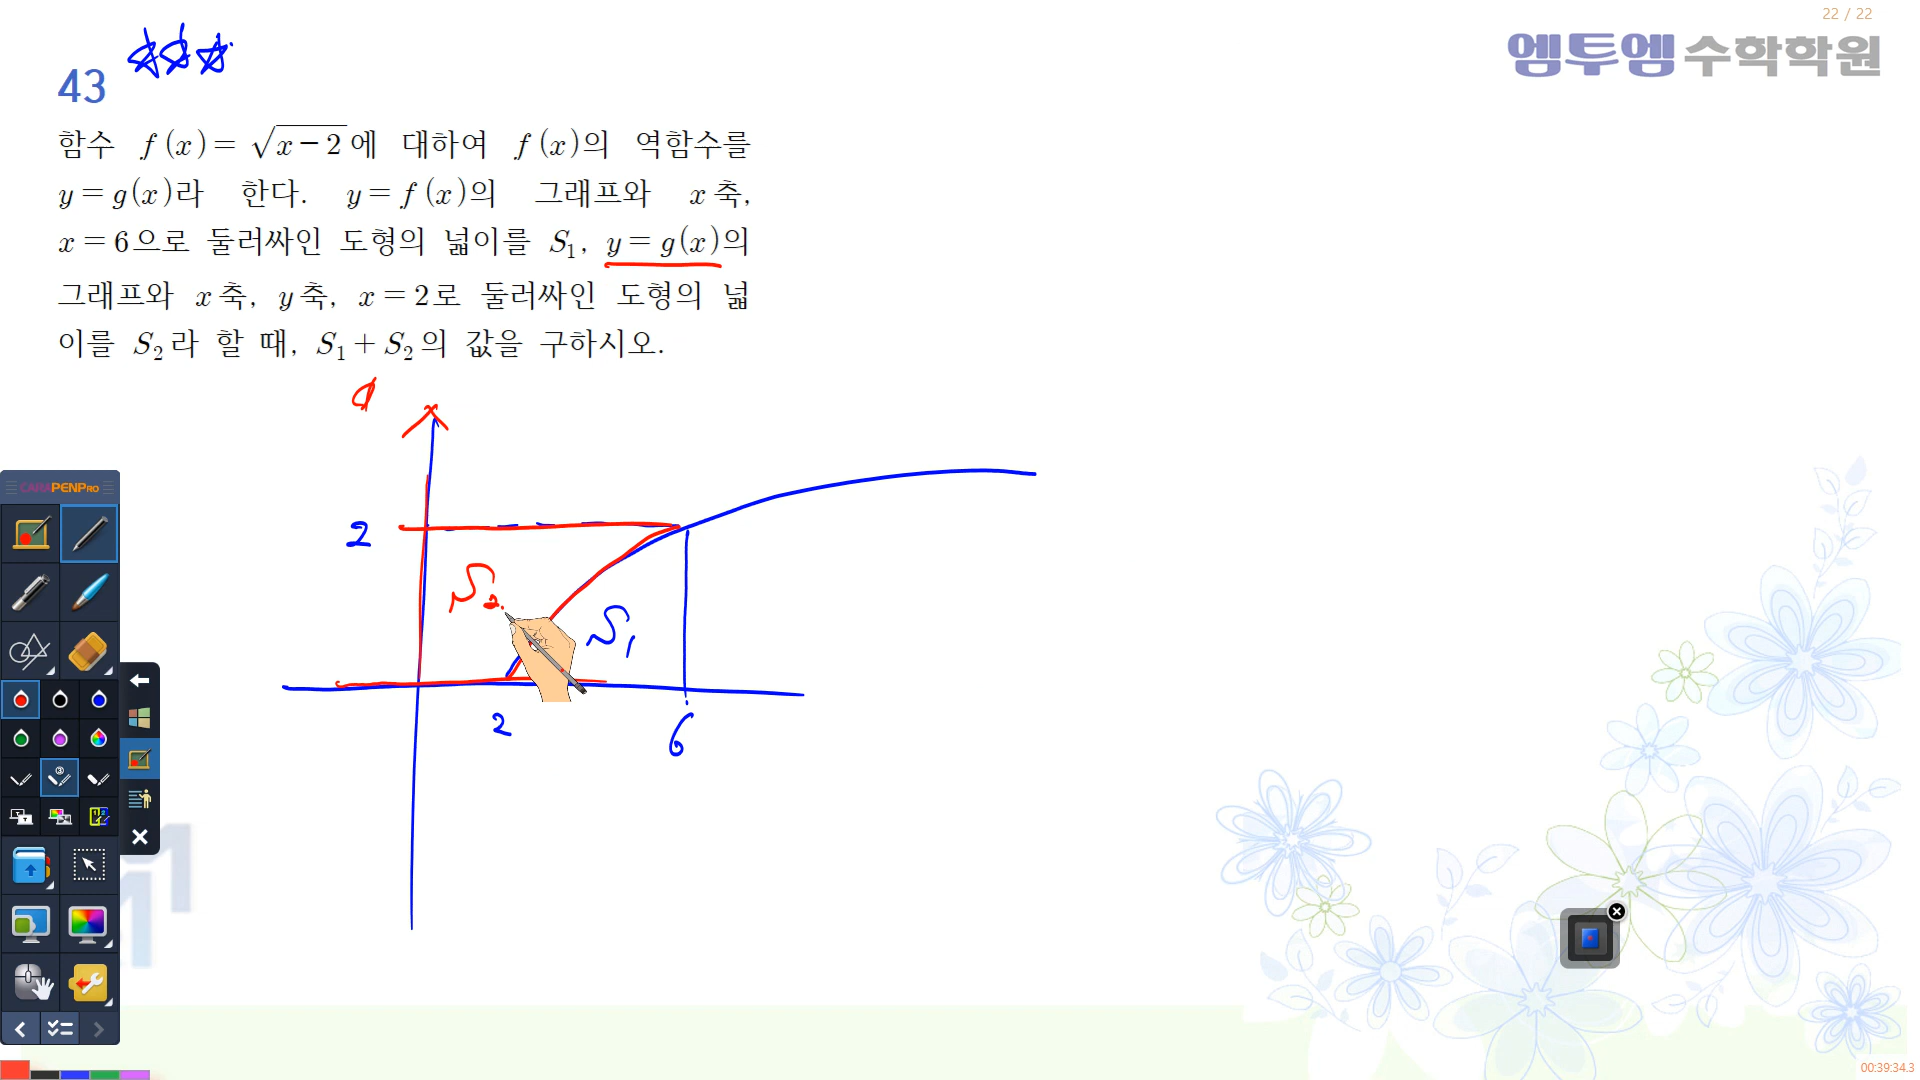 22 / 22
엠투엠 수학학원
43
함수 f(x) = √(x−2)에 대하여 f(x)의 역함수를
y = g(x)라 한다. y = f(x)의 그래프와 x축,
x = 6으로 둘러싸인 도형의 넓이를 S₁, y = g(x)의
그래프와 x축, y축, x = 2로 둘러싸인 도형의 넓
이를 S₂라 할 때, S₁ + S₂의 값을 구하시오.
2
S₂
S₁
2
6
CARAPENPRO
00:39:34.3